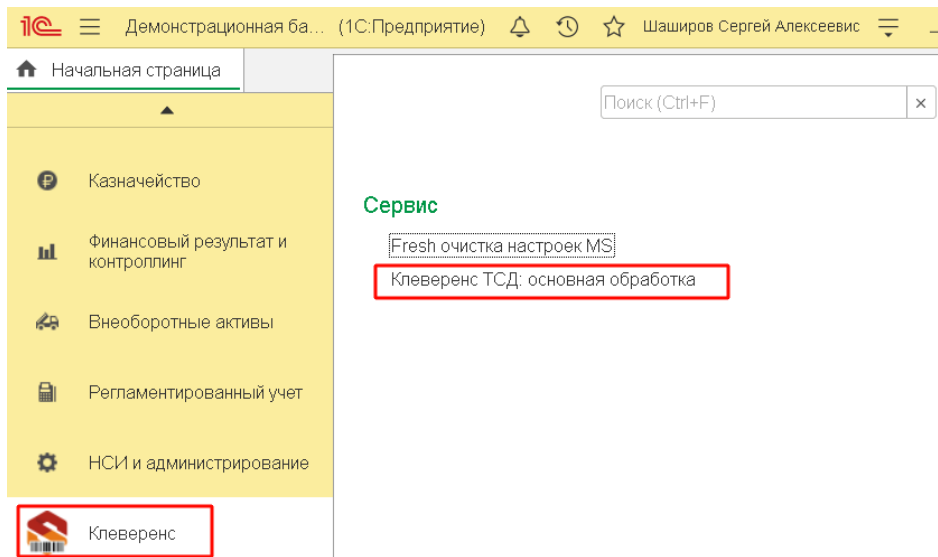 1С Демонстрационная ба... (1С:Предприятие) Шаширов Сергей Алексеевис
Начальная страница
Поиск (Ctrl+F) ×
Казначейство
Финансовый результат и
контроллинг
Внеоборотные активы
Регламентированный учет
НСИ и администрирование
Клеверенс
Сервис
Fresh очистка настроек MS
Клеверенс ТСД: основная обработка